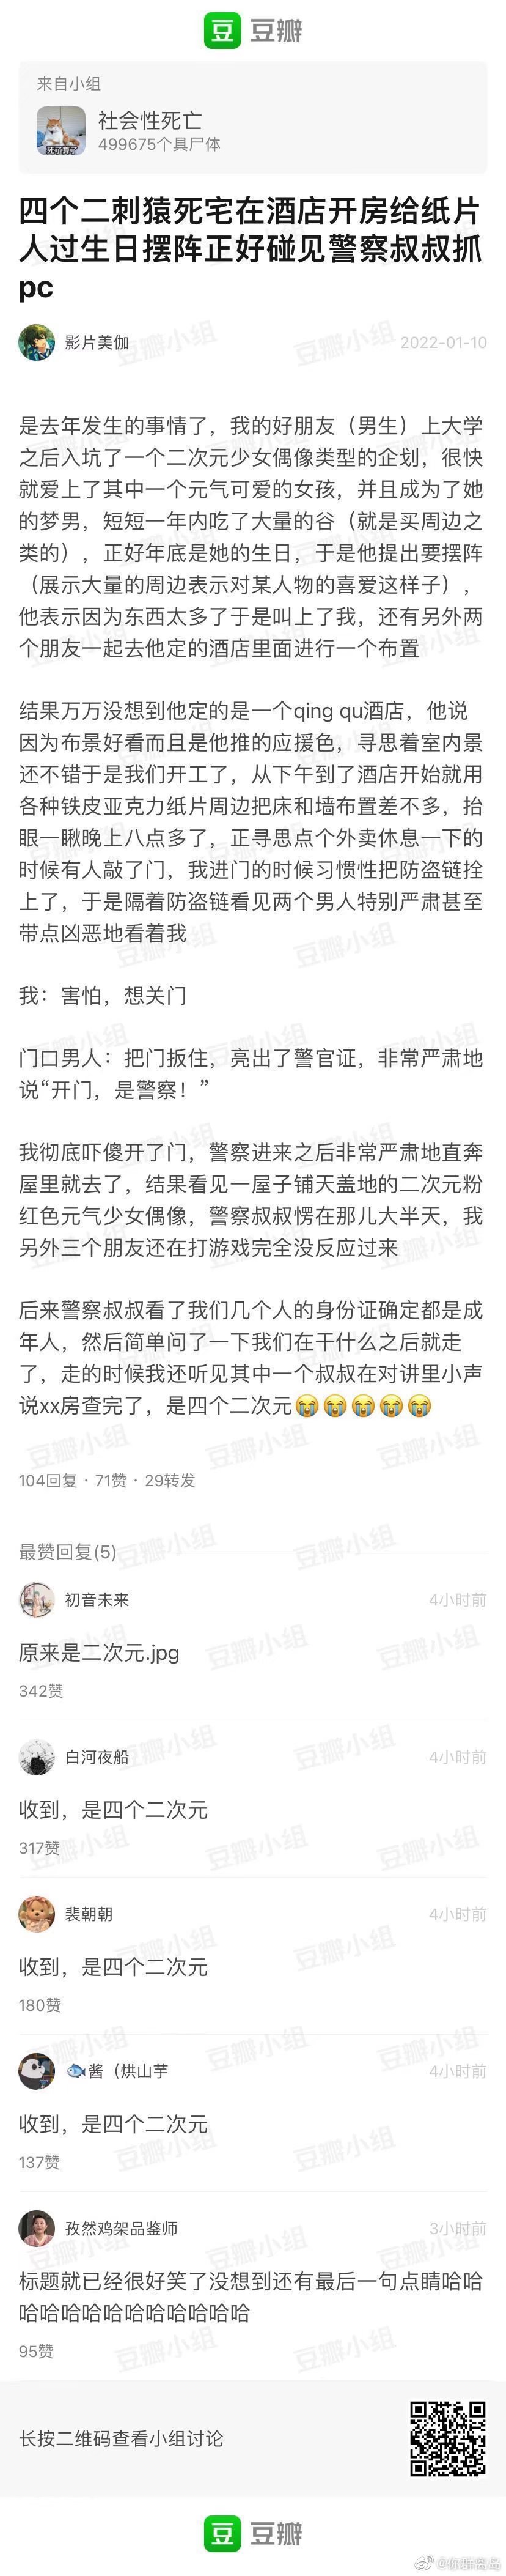 豆 豆瓣
来自小组
社会性死亡
死了算了
499675个具尸体
四个二刺猿死宅在酒店开房给纸片
人过生日摆阵正好碰见警察叔叔抓
pc
影片美伽
2022-01-10
是去年发生的事情了，我的好朋友（男生）上大学
之后入坑了一个二次元少女偶像类型的企划，很快
就爱上了其中一个元气可爱的女孩，并且成为了她
的梦男，短短一年内吃了大量的谷（就是买周边之
类的），正好年底是她的生日，于是他提出要摆阵
（展示大量的周边表示对某人物的喜爱这样子），
他表示因为东西太多了于是叫上了我，还有另外两
个朋友一起去他定的酒店里面进行一个布置
结果万万没想到他定的是一个qing qu酒店，他说
因为布景好看而且是他推的应援色，寻思着室内景
还不错于是我们开工了，从下午到了酒店开始就用
各种铁皮亚克力纸片周边把床和墙布置差不多，抬
眼一瞅晚上八点多了，正寻思点个外卖休息一下的
时候有人敲了门，我进门的时候习惯性把防盗链拴
上了，于是隔着防盗链看见两个男人特别严肃甚至
带点凶恶地看着我
我：害怕，想关门
门口男人：把门扳住，亮出了警官证，非常严肃地
说“开门，是警察！”
我彻底吓傻开了门，警察进来之后非常严肃地直奔
屋里就去了，结果看见一屋子铺天盖地的二次元粉
红色元气少女偶像，警察叔叔愣在那儿大半天，我
另外三个朋友还在打游戏完全没反应过来
后来警察叔叔看了我们几个人的身份证确定都是成
年人，然后简单问了一下我们在干什么之后就走
了，走的时候我还听见其中一个叔叔在对讲里小声
说xx房查完了，是四个二次元😭😭😭😭😭
104回复 · 71赞 · 29转发
最赞回复(5)
初音未来
4小时前
原来是二次元.jpg
342赞
白河夜船
4小时前
收到，是四个二次元
317赞
裴朝朝
4小时前
收到，是四个二次元
180赞
🐟酱（烘山芋
4小时前
收到，是四个二次元
137赞
孜然鸡架品鉴师
3小时前
标题就已经很好笑了没想到还有最后一句点睛哈哈
哈哈哈哈哈哈哈哈哈哈哈
95赞
长按二维码查看小组讨论
豆 豆瓣